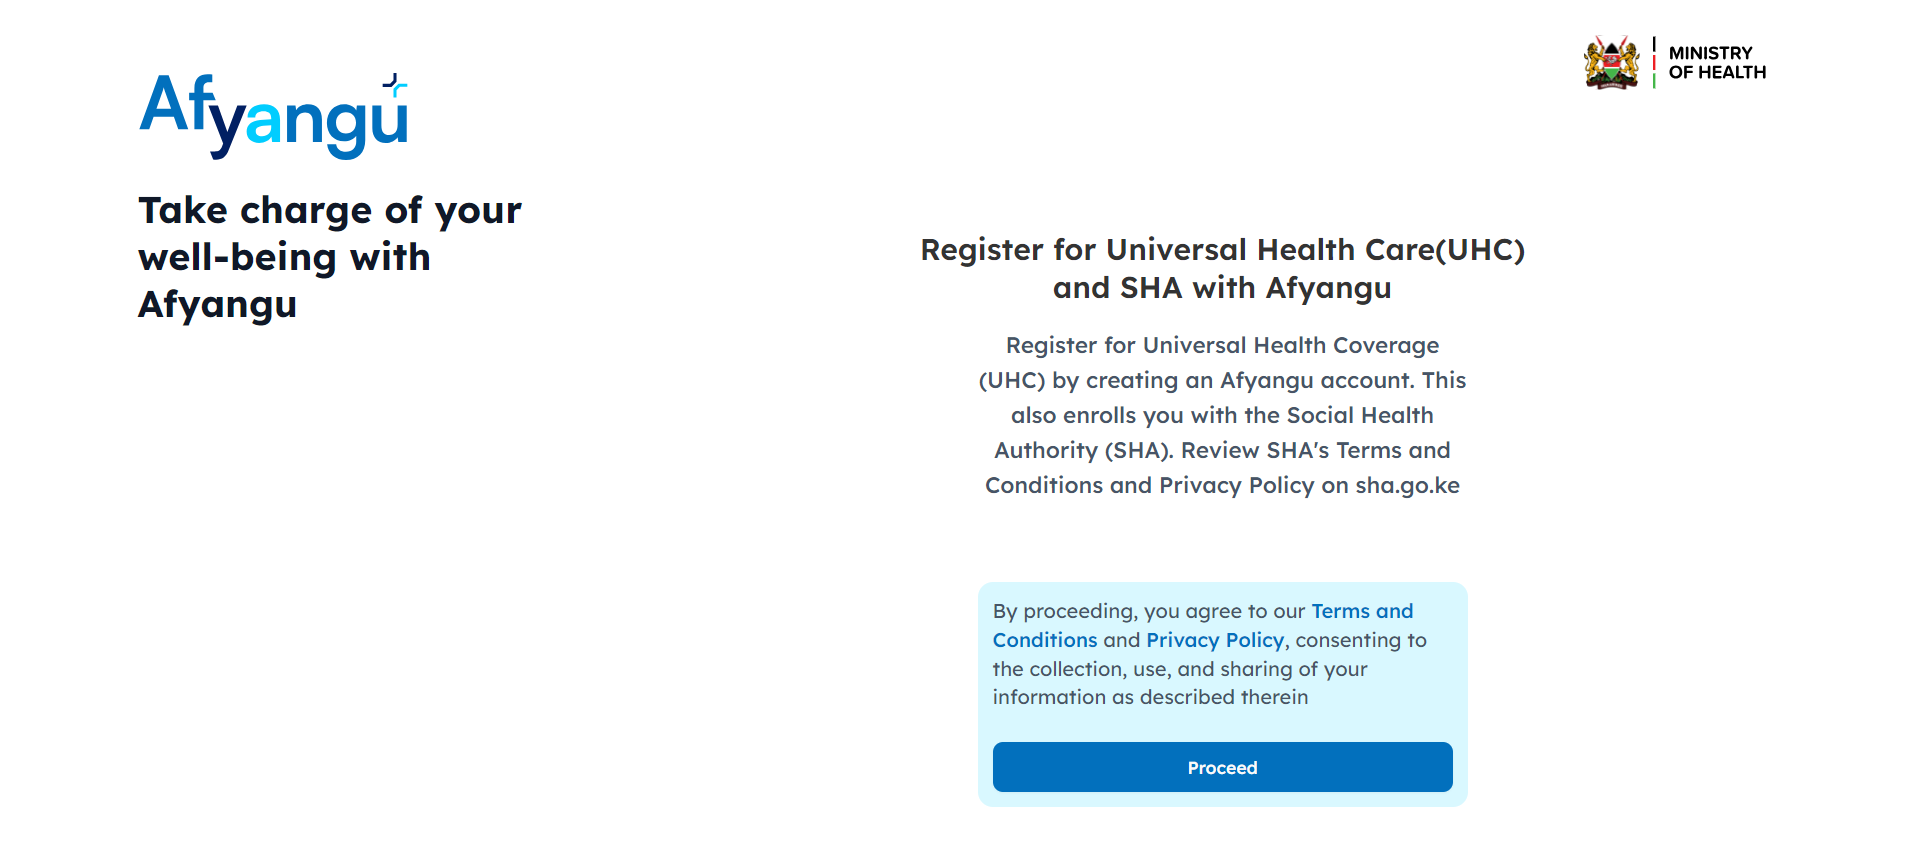 Afyangu
Take charge of your
well-being with
Afyangu
MINISTRY
OF HEALTH
Register for Universal Health Care(UHC)
and SHA with Afyangu
Register for Universal Health Coverage
(UHC) by creating an Afyangu account. This
also enrolls you with the Social Health
Authority (SHA). Review SHA's Terms and
Conditions and Privacy Policy on sha.go.ke
By proceeding, you agree to our Terms and
Conditions and Privacy Policy, consenting to
the collection, use, and sharing of your
information as described therein
Proceed